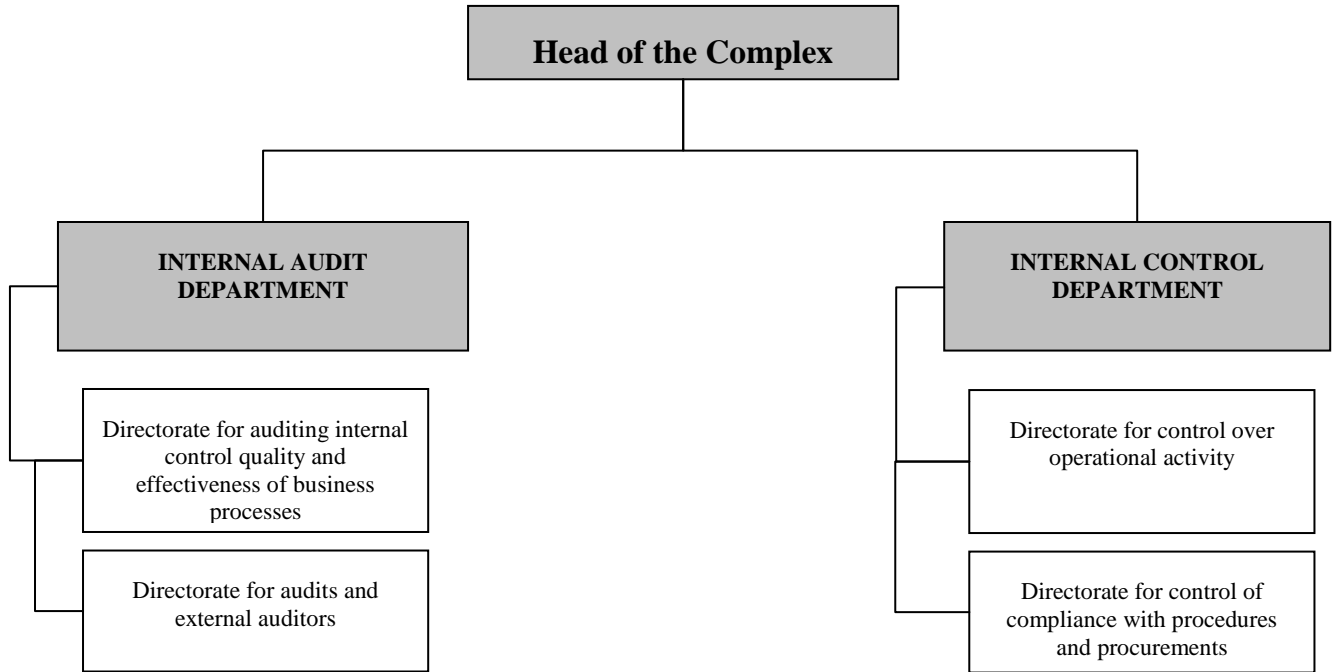 Head of the Complex
INTERNAL AUDIT
DEPARTMENT
INTERNAL CONTROL
DEPARTMENT
Directorate for auditing internal
control quality and
effectiveness of business
processes
Directorate for control over
operational activity
Directorate for audits and
external auditors
Directorate for control of
compliance with procedures
and procurements